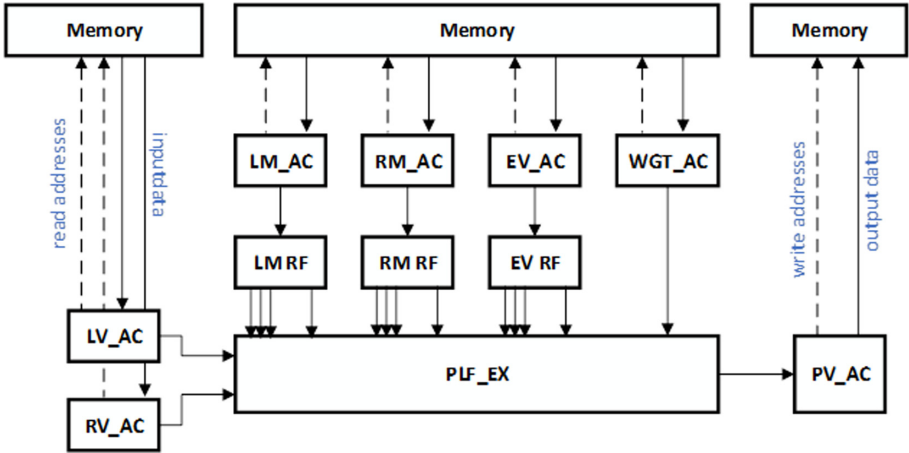 Memory
Memory
Memory
read addresses
inputdata
LM_AC
RM_AC
EV_AC
WGT_AC
write addresses
output data
LM RF
RM RF
EV RF
LV_AC
PLF_EX
PV_AC
RV_AC